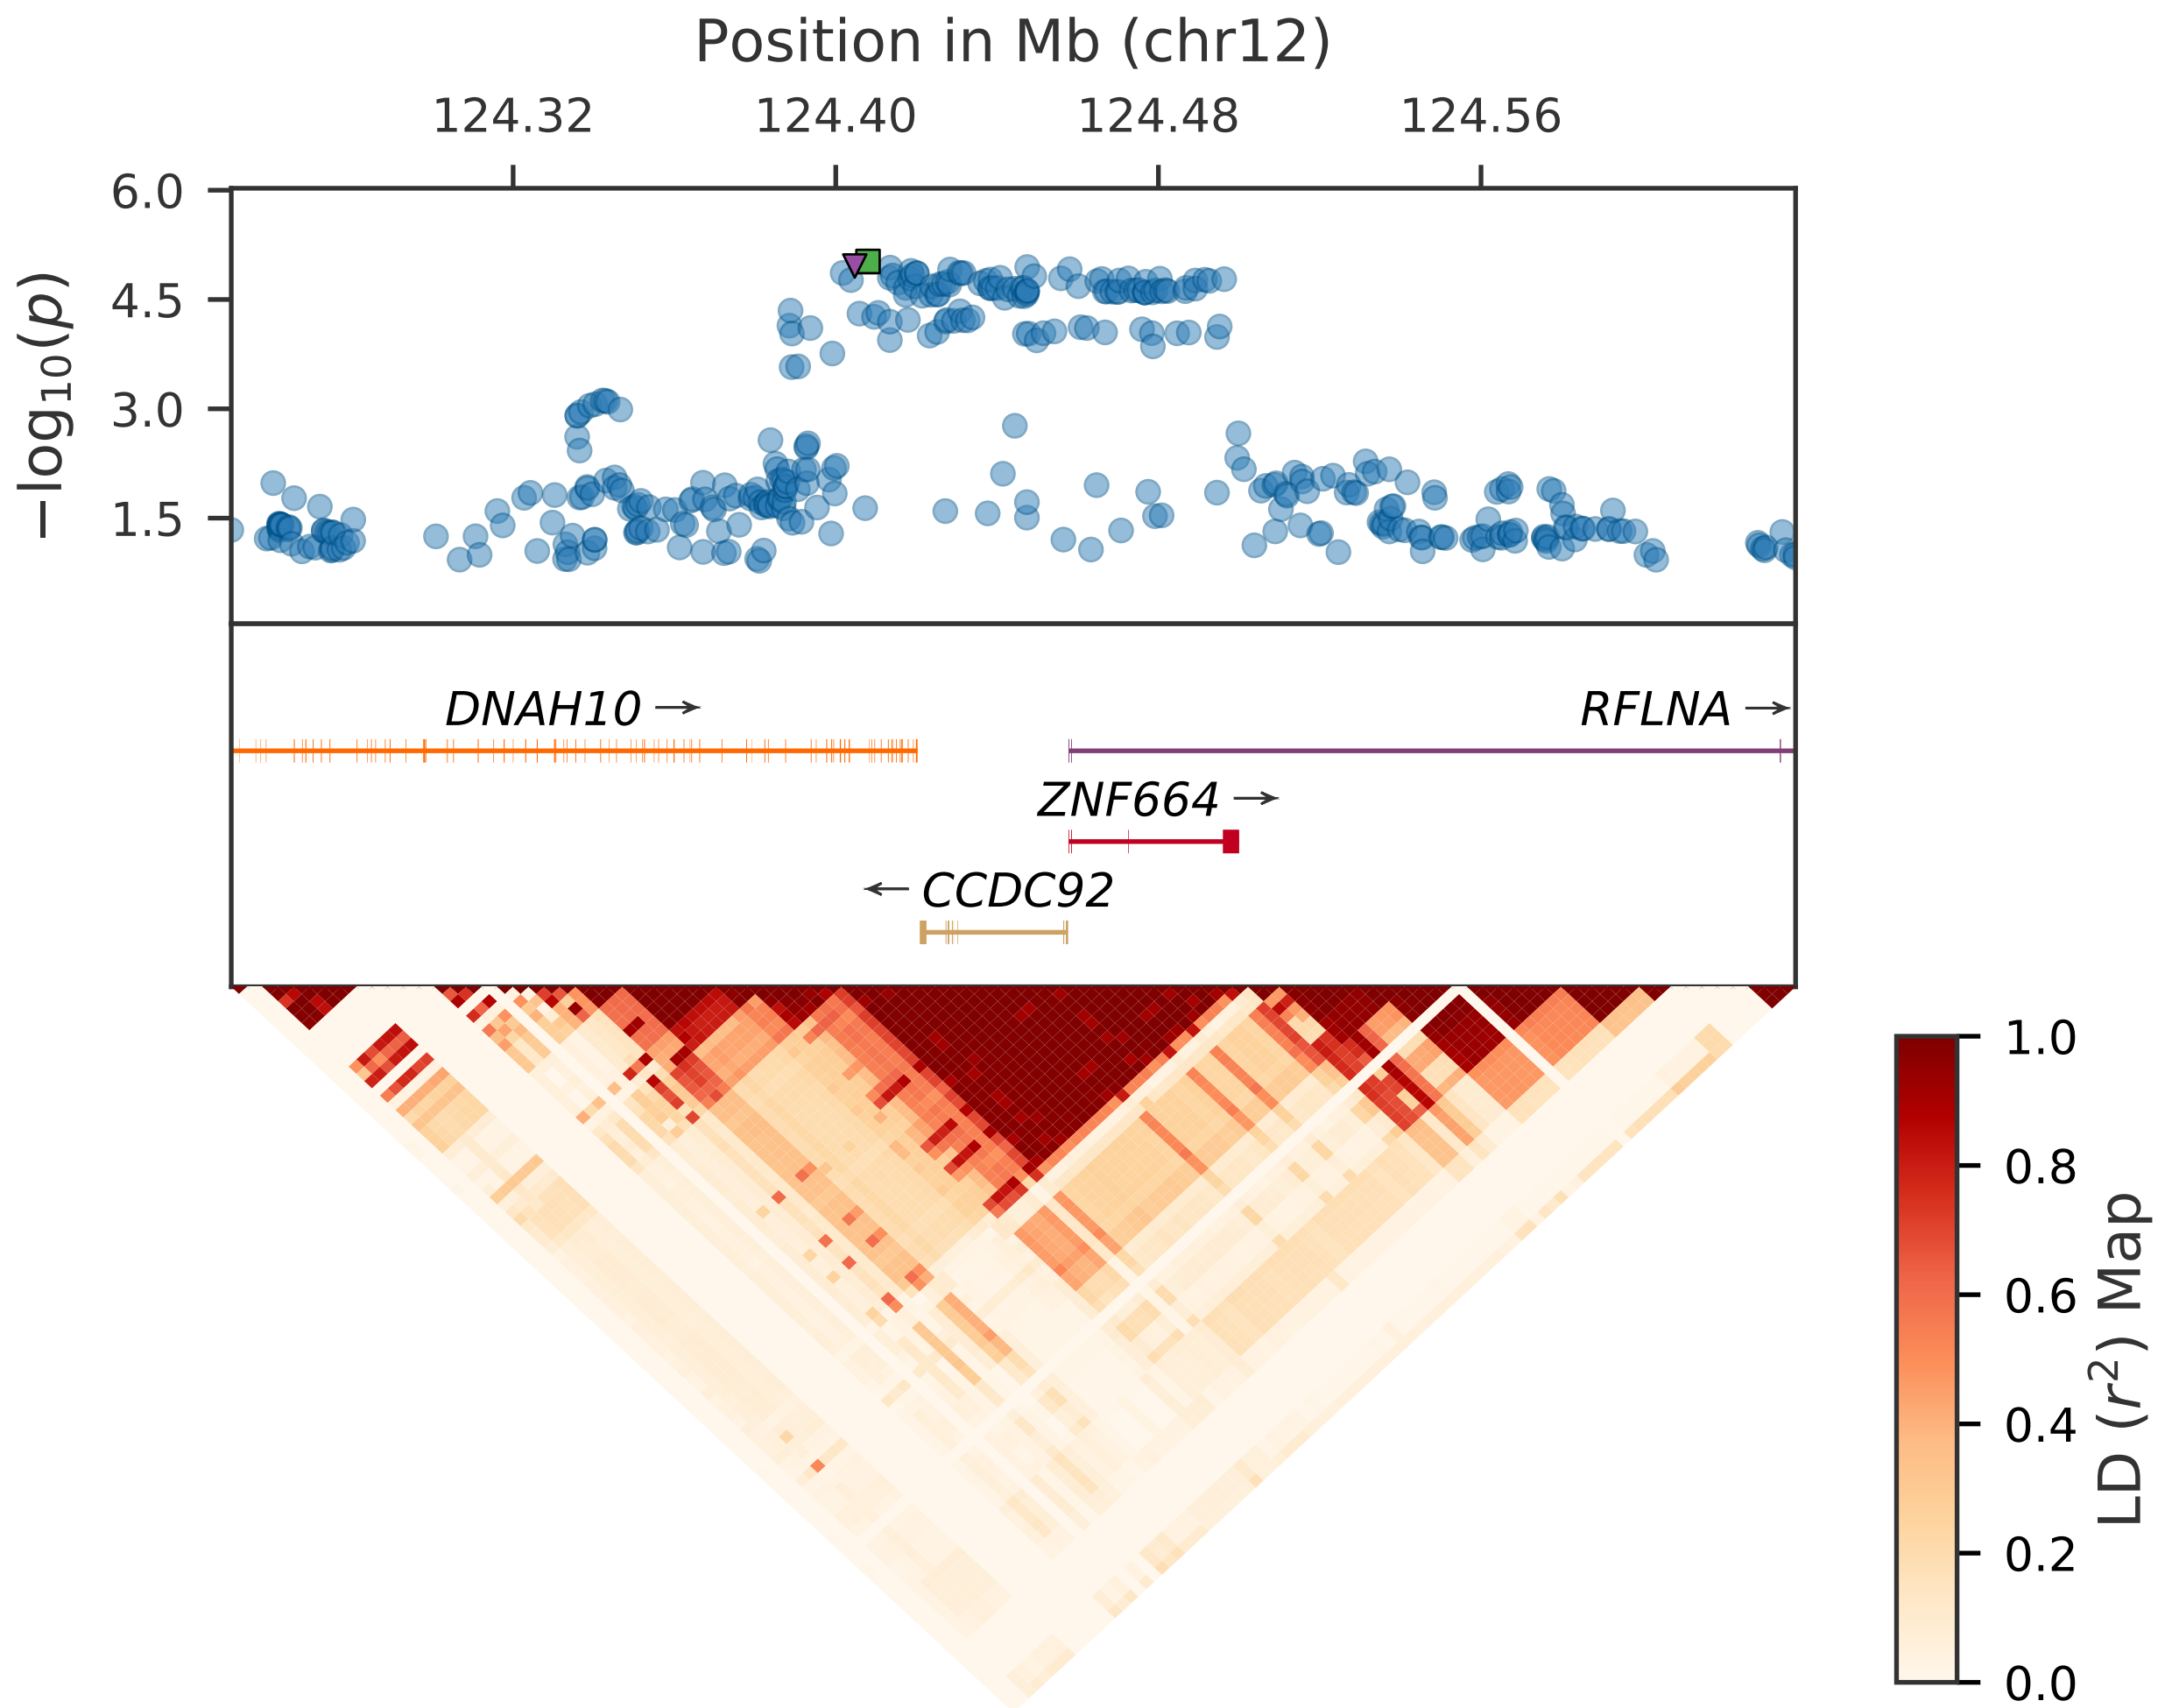 Position in Mb (chr12)
124.32 124.40 124.48 124.56
6.0
4.5
3.0
1.5
−log10(p)
DNAH10
RFLNA
ZNF664
CCDC92
1.0
0.8
0.6
0.4
0.2
0.0
LD (r²) Map